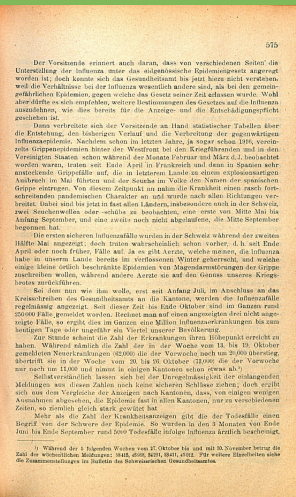 575
Der Vorsitzende erinnert auch daran, dass von verschiedenen Seiten die
Unterstellung der Influenza unter das eidgenössische Epidemiengesetz angeregt
worden ist; doch konnte sich das Gesundheitsamt bis jetzt hierzu nicht verstehen,
weil die Verhältnisse bei der Influenza wesentlich andere sind, als bei den gemein-
gefährlichen Epidemien, gegen welche das Gesetz seiner Zeit erlassen wurde. Wohl
aber dürfte es sich empfehlen, weitere Bestimmungen des Gesetzes auf die Influenza
auszudehnen, wie dies bereits für die Anzeige- und die Entschädigungspflicht
geschehen ist.
Dann verbreitete sich der Vorsitzende an Hand statistischer Tabellen über
die Entstehung, den bisherigen Verlauf und die Verbreitung der gegenwärtigen
Influenzaepidemie. Nachdem schon im letzten Jahre, ja sogar schon 1916, verein-
zelte Grippeepidemien hinter der Westfront bei den Kriegführenden und in den
Vereinigten Staaten schon während der Monate Februar und März d. J. beobachtet
worden waren, traten seit Ende April in Frankreich und dann in Spanien sehr
ansteckende Grippefälle auf, die in letzterem Lande zu einem explosionsartigen
Ausbruch im Mai führten und der Seuche im Volke den Namen der spanischen
Grippe eintrugen. Von diesem Zeitpunkt an nahm die Krankheit einen rasch fort-
schreitenden pandemischen Charakter an und wurde nach allen Richtungen ver-
breitet. Dabei sind bis jetzt in fast allen Ländern, insbesondere auch in der Schweiz,
zwei Seuchenwellen oder -schübe zu beobachten, eine erste von Mitte Mai bis
Anfang September, und eine zweite noch nicht abgelaufene, die Mitte September
begonnen hat.
Die ersten sicheren Influenzafälle wurden in der Schweiz während der zweiten
Hälfte Mai angezeigt; doch traten wahrscheinlich schon vorher, d. h. seit Ende
April oder noch früher, Fälle auf. Ja es gibt Aerzte, welche meinen, die Influenza
habe in unserm Lande bereits im verflossenen Winter geherrscht, und welche
einige kleine örtlich beschränkte Epidemien von Magendarmstörungen der Grippe
zuschreiben wollen, während andere Aerzte sie auf den Genuss unseres Kriegs-
brotes zurückführen.
Sei dem nun wie ihm wolle, erst seit Anfang Juli, im Anschluss an das
Kreisschreiben des Gesundheitsamts an die Kantone, werden die Influenzafälle
regelmässig angezeigt. Seit dieser Zeit bis Ende Oktober sind im Ganzen rund
250000 Fälle gemeldet worden. Rechnet man auf einen angezeigten drei nicht ange-
zeigte Fälle, so ergibt dies im Ganzen eine Million Influenzaerkrankungen bis zum
heutigen Tage oder ungefähr ein Viertel unserer Bevölkerung.
Zur Stunde scheint die Zahl der Erkrankungen ihren Höhepunkt erreicht zu
haben. Während nämlich die Zahl der in der Woche vom 13. bis 19. Oktober
gemeldeten Neuerkrankungen (42,000) die der Vorwoche noch um 20,000 überstieg,
übertrifft sie in der Woche vom 20. bis 26. Oktober die der Vorwoche
nur noch um 11,000 und nimmt in einigen Kantonen schon etwas ab.¹)
Selbstverständlich lassen sich bei der Unregelmässigkeit der einlangenden
Meldungen aus diesen Zahlen noch keine sicheren Schlüsse ziehen; doch ergibt
sich aus dem Vergleiche der Anzeigen nach Kantonen, dass, von einigen wenigen
Ausnahmen abgesehen, die Epidemie fast in allen Kantonen, nur zu verschiedenen
Zeiten, so ziemlich gleich stark gewütet hat.
Mehr als die Zahl der Krankheitsanzeigen gibt die der Todesfälle einen
Begriff von der Schwere der Epidemie. So wurden in den 3 Monaten von Ende
Juni bis Ende September rund 5000 Todesfälle infolge Influenza ärztlich bescheinigt,
¹) Während der 4 folgenden Wochen vom 27. Oktober bis und mit 20. November betrug die
Zahl der wöchentlichen Meldungen: Für weitere Einzelheiten siehe
die Zusammenstellungen im Bulletin des Schweizerischen Gesundheitsamtes.